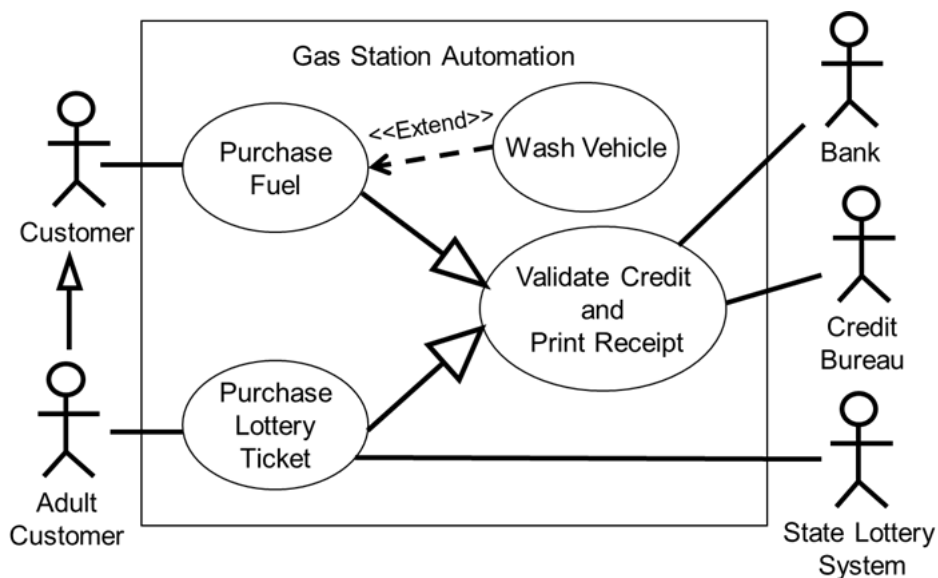 Gas Station Automation
<<Extend>>
Purchase
Fuel
Wash Vehicle
Bank
Customer
Validate Credit
and
Print Receipt
Credit
Bureau
Purchase
Lottery
Ticket
Adult
Customer
State Lottery
System